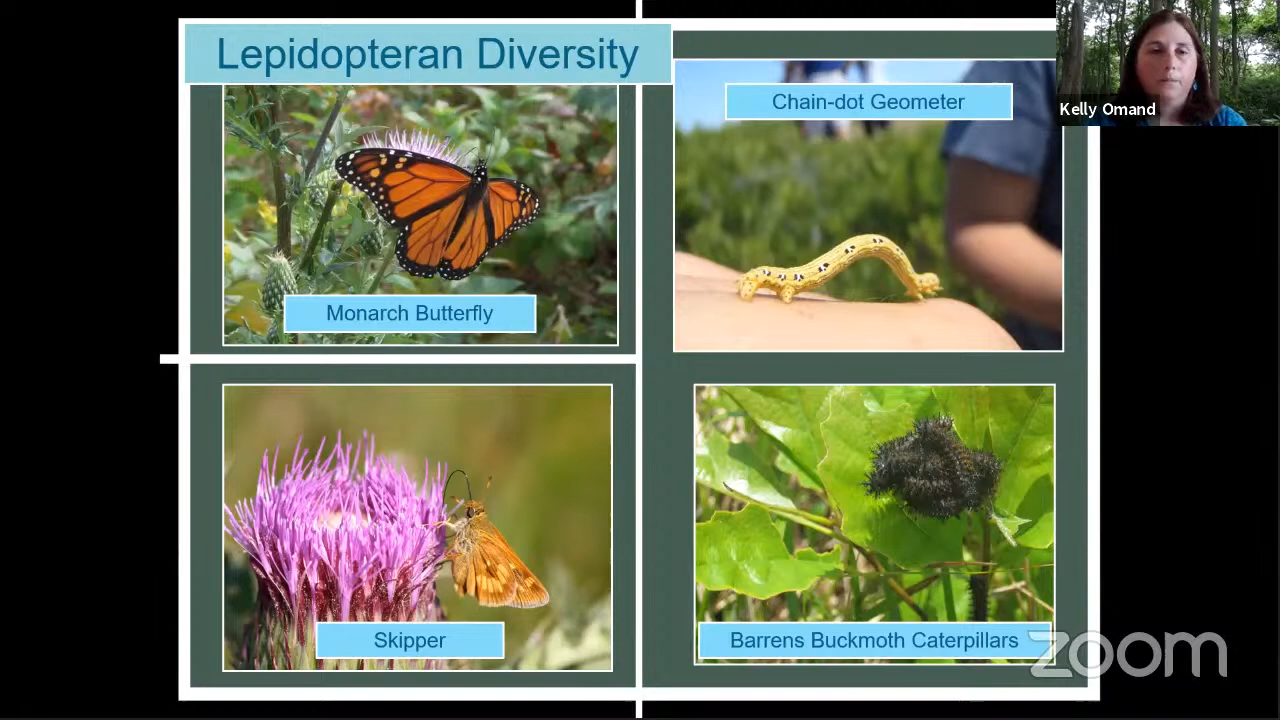 Lepidopteran Diversity
Chain-dot Geometer
Kelly Omand
Monarch Butterfly
Skipper
Barrens Buckmoth Caterpillars
zoom